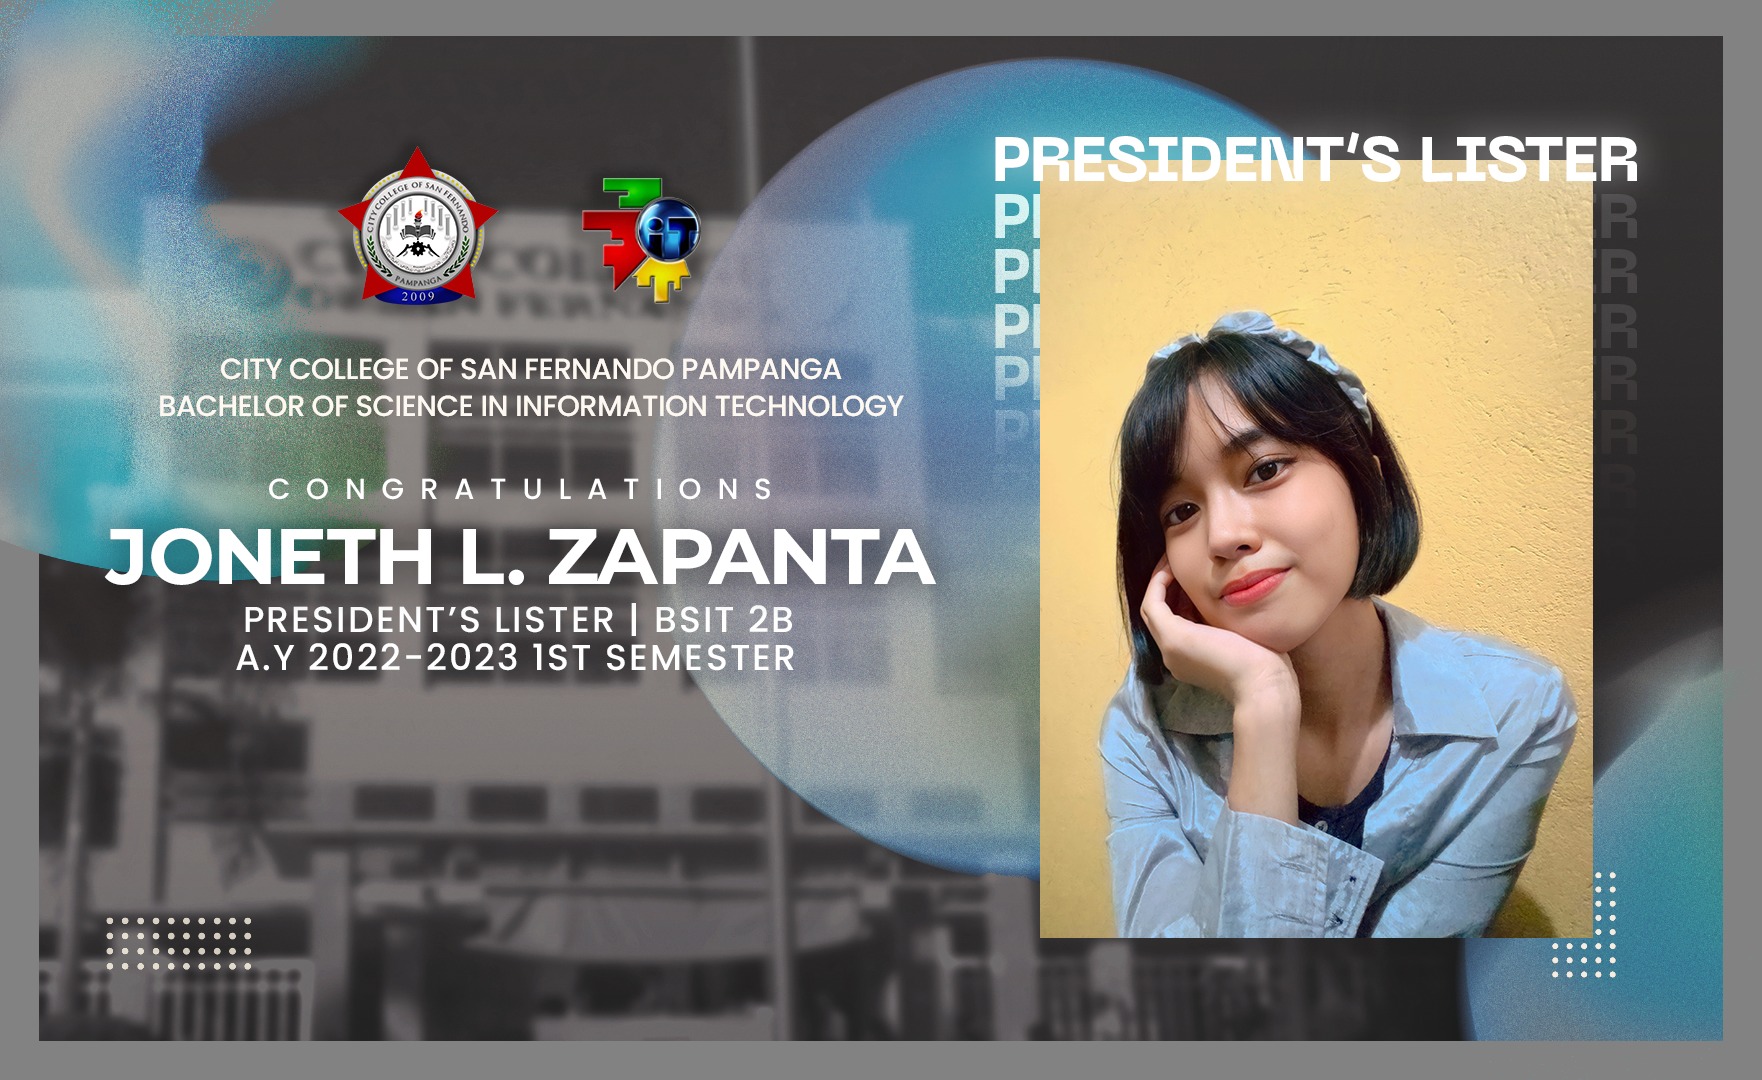 CITY COLLEGE OF SAN FERNANDO
PAMPANGA
2009
iT
CITY COLLEGE OF SAN FERNANDO PAMPANGA
BACHELOR OF SCIENCE IN INFORMATION TECHNOLOGY
CONGRATULATIONS
JONETH L. ZAPANTA
PRESIDENT’S LISTER | BSIT 2B
A.Y 2022-2023 1ST SEMESTER
PRESIDENT’S LISTER